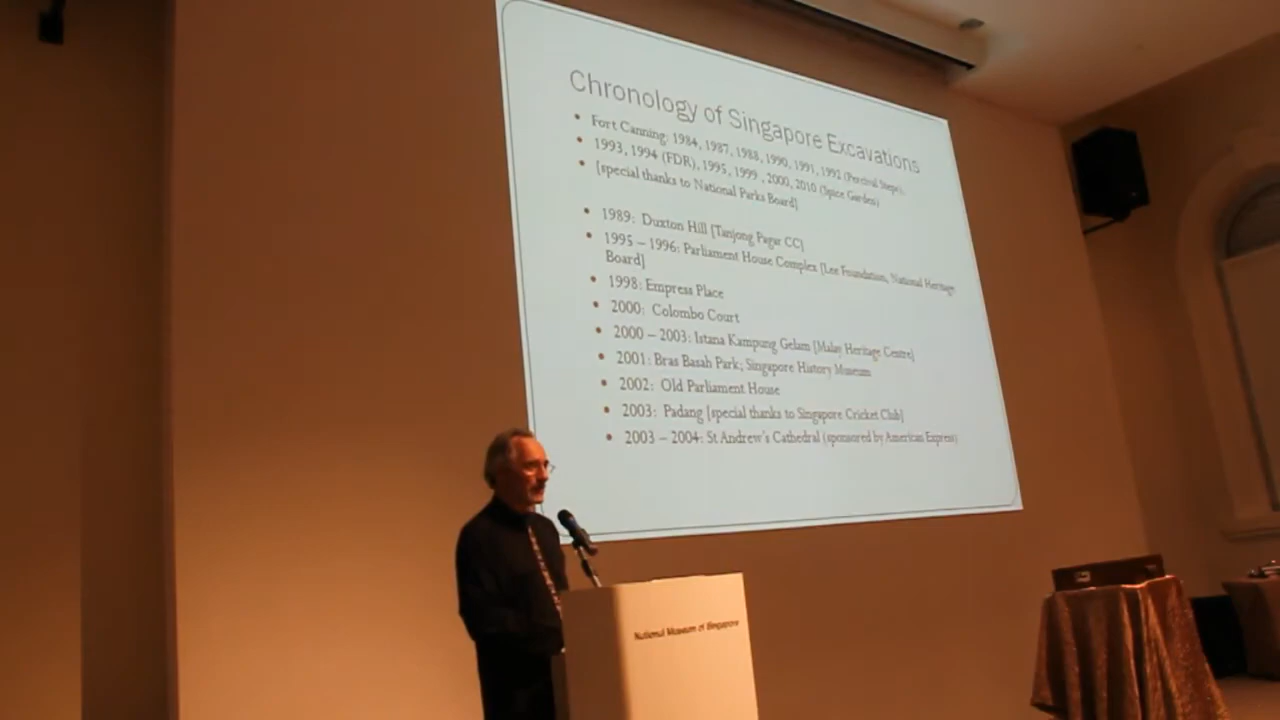 Chronology of Singapore Excavations
• Fort Canning: 1984, 1987, 1988, 1990, 1991, 1992 (Percival Steps),
• 1993, 1994 (FDR), 1995, 1999 , 2000, 2010 (Spice Garden)
• [special thanks to National Parks Board]
• 1989: Duxton Hill [Tanjong Pagar CC]
• 1995 – 1996: Parliament House Complex [Lee Foundation, National Heritage
Board]
• 1998: Empress Place
• 2000: Colombo Court
• 2000 – 2003: Istana Kampung Gelam [Malay Heritage Centre]
• 2001: Bras Basah Park; Singapore History Museum
• 2002: Old Parliament House
• 2003: Padang [special thanks to Singapore Cricket Club]
• 2003 – 2004: St Andrew's Cathedral (sponsored by American Express)
National Museum of Singapore